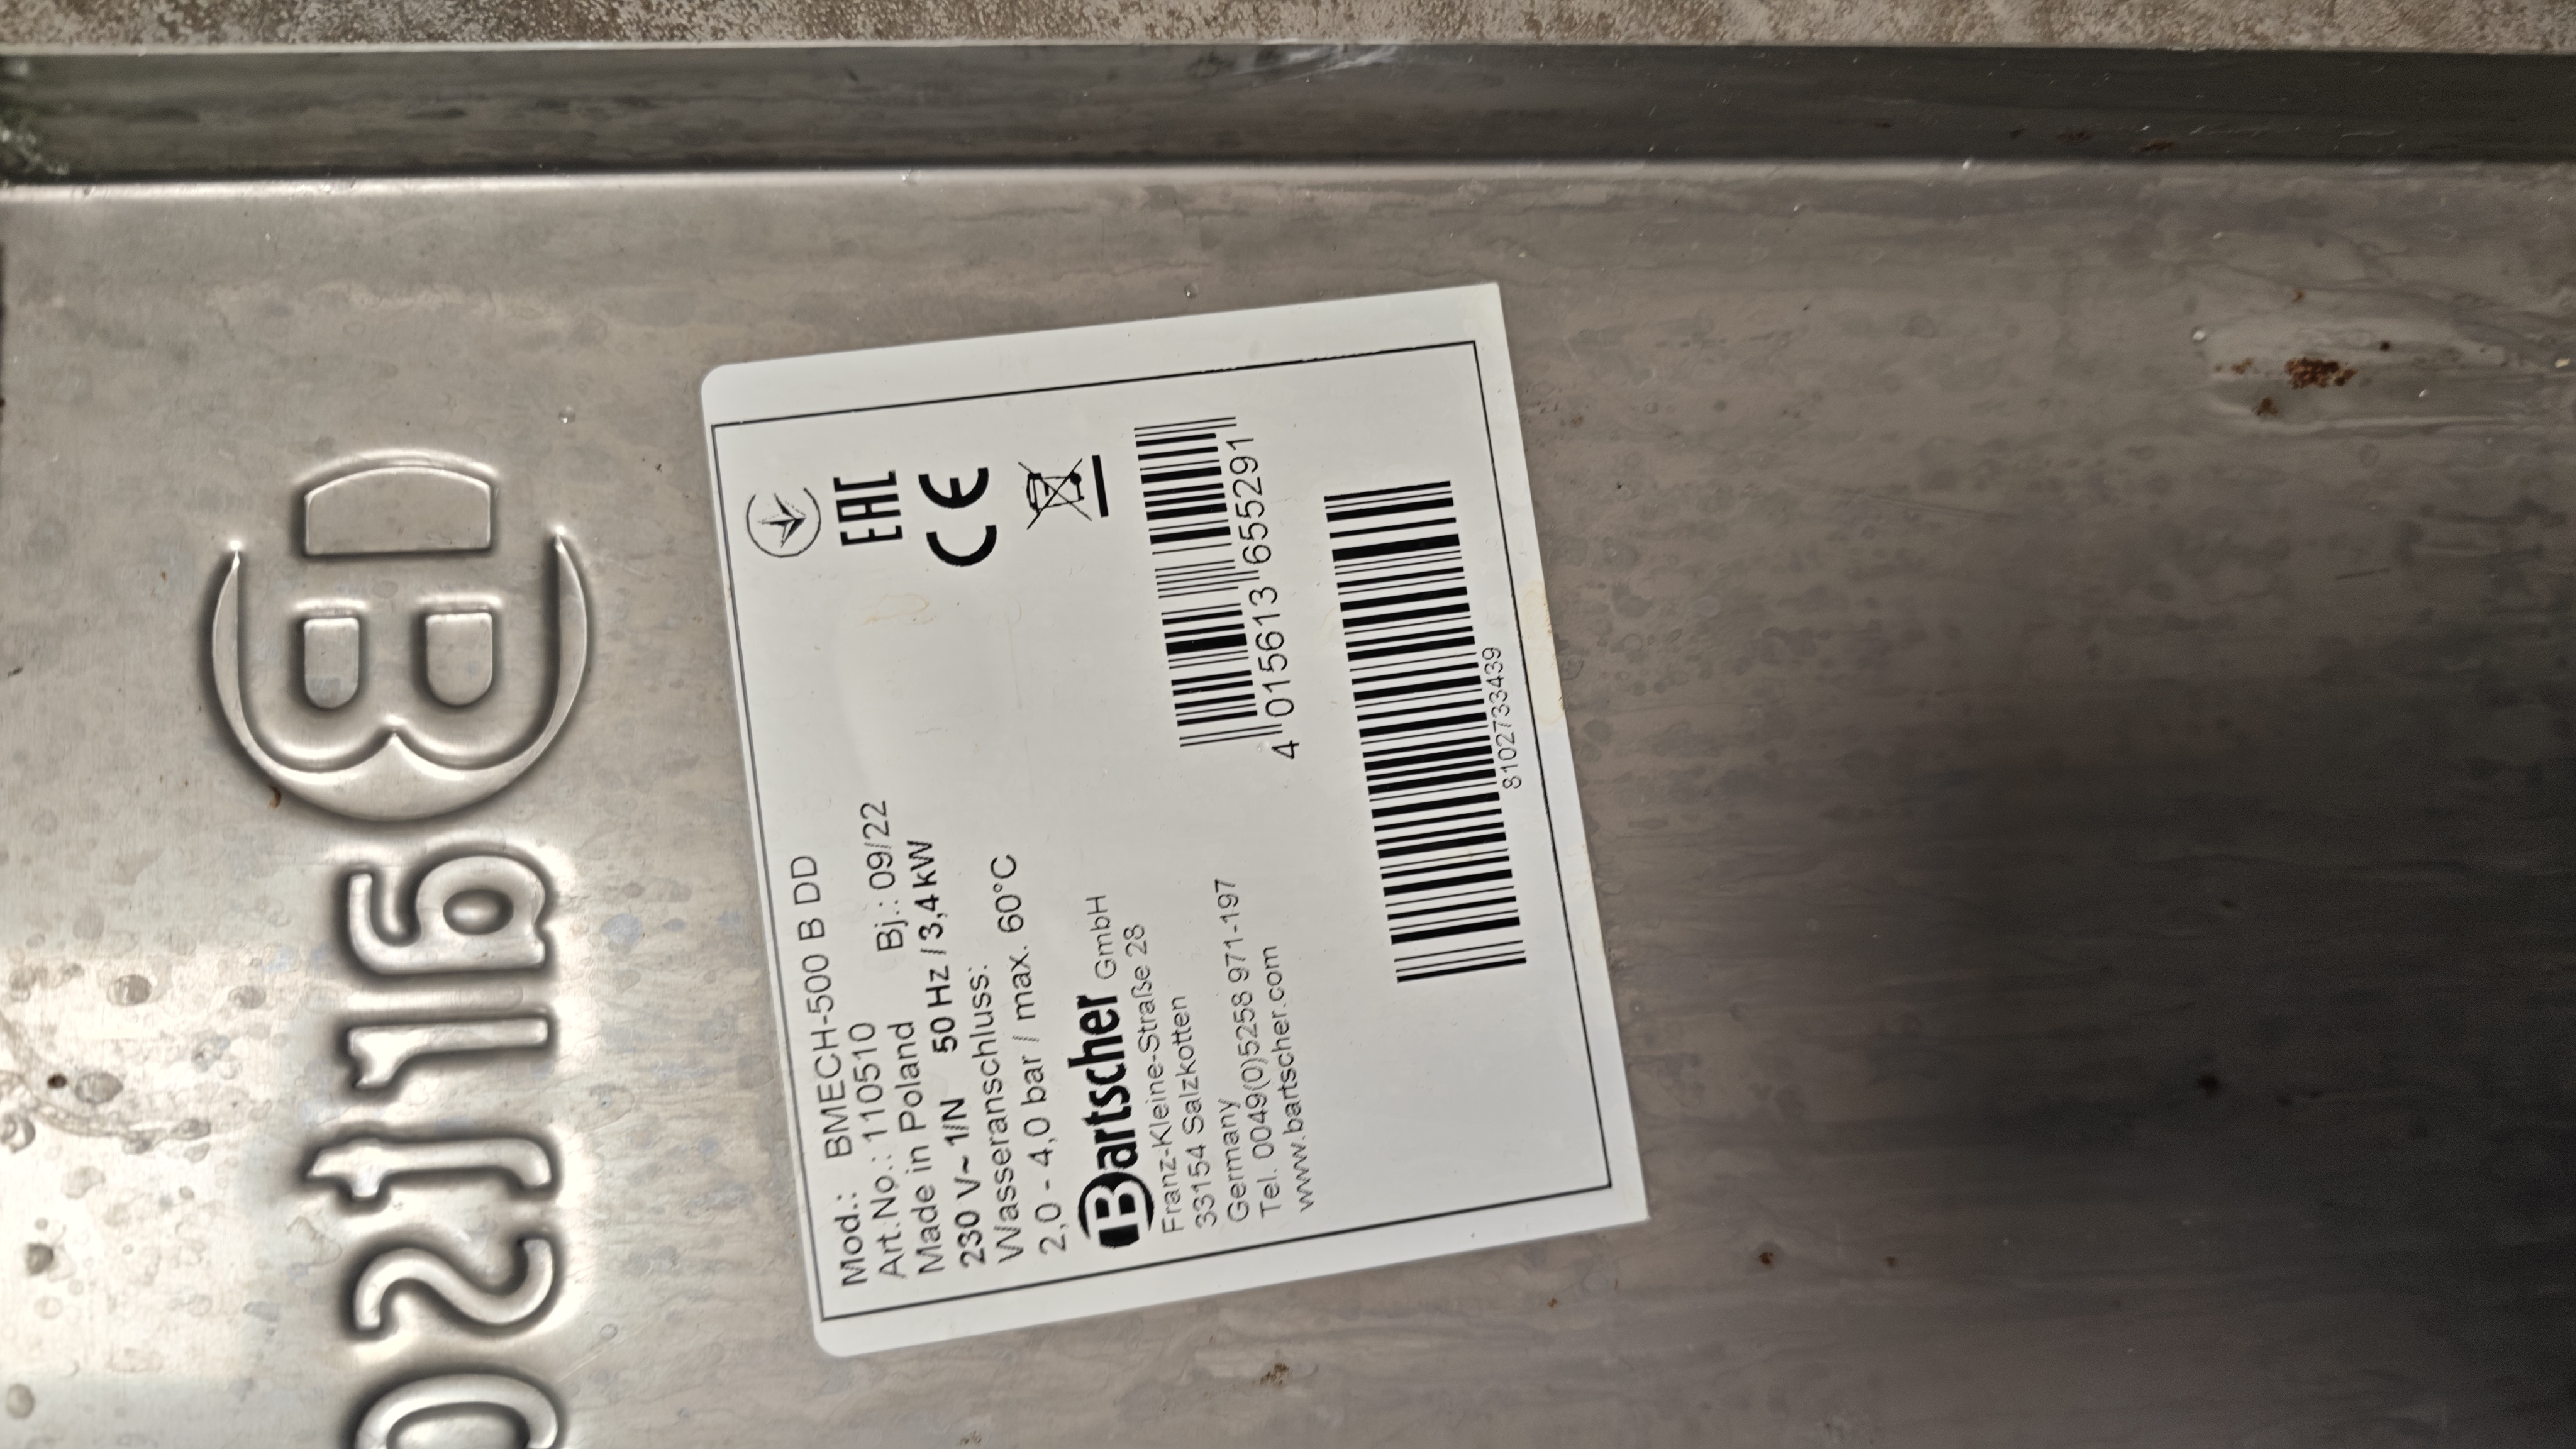 Bartsc
Mod.: BMECH-500 B DD
Art.No.: 110510 Bj.: 09/22
Made in Poland
230 V~ 1/N 50 Hz / 3,4 kW
Wasseranschluss:
2,0 - 4,0 bar / max. 60°C
Bartscher GmbH
Franz-Kleine-Straße 28
33154 Salzkotten
Germany
Tel. 0049(0)5258 971-197
www.bartscher.com
EAC
CE
4 015613 655291
8102733439